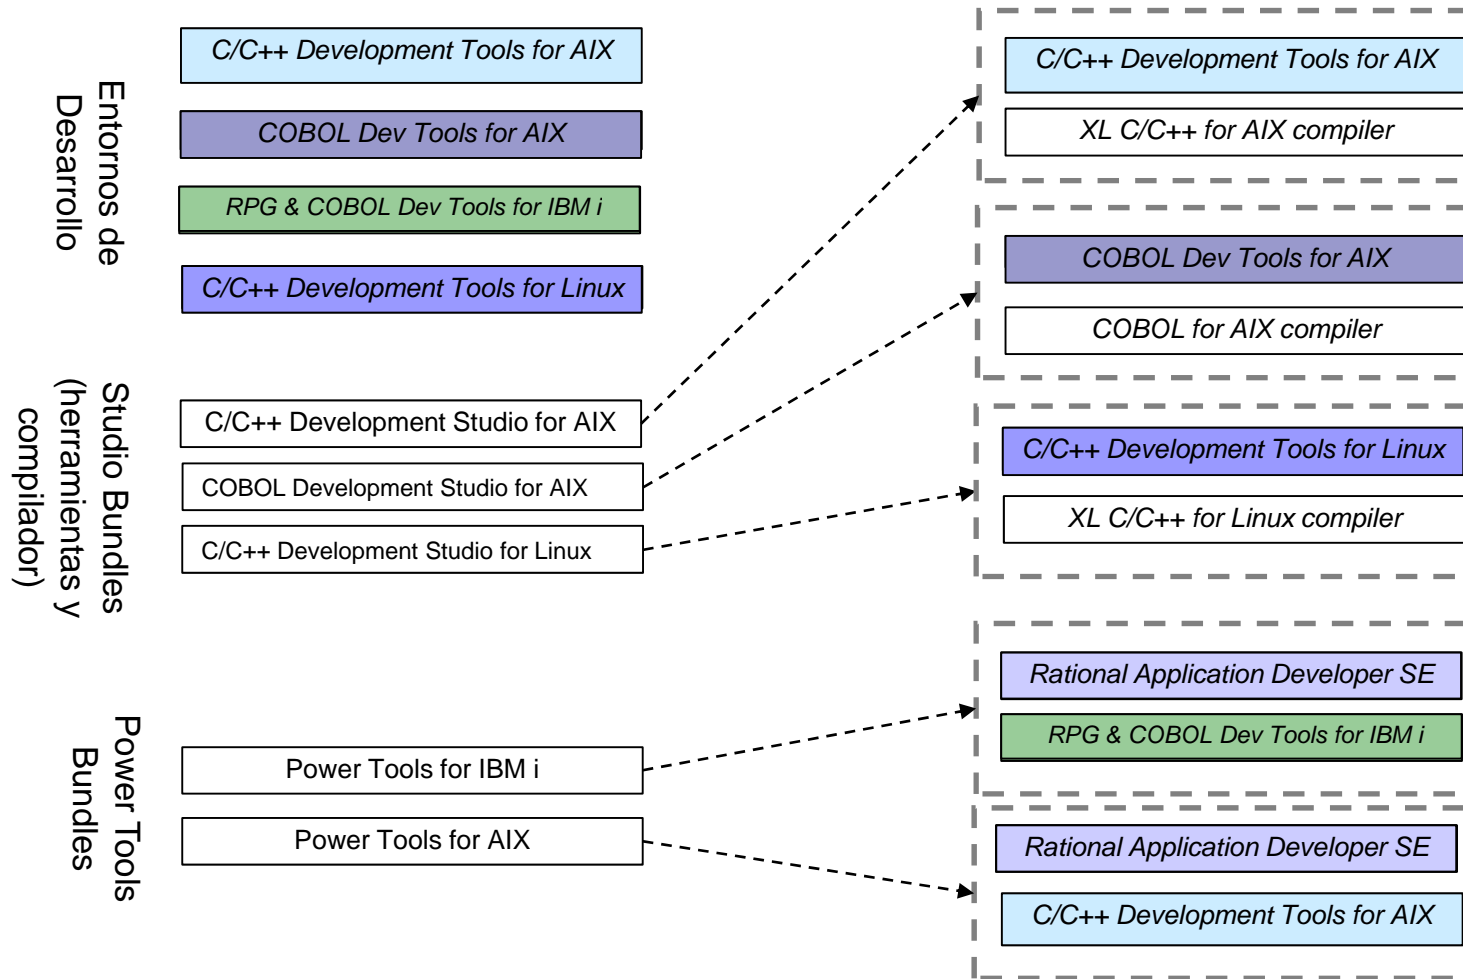 Entornos de
Desarrollo
C/C++ Development Tools for AIX
COBOL Dev Tools for AIX
RPG & COBOL Dev Tools for IBM i
C/C++ Development Tools for Linux
Studio Bundles
(herramientas y
compilador)
C/C++ Development Studio for AIX
COBOL Development Studio for AIX
C/C++ Development Studio for Linux
Power Tools
Bundles
Power Tools for IBM i
Power Tools for AIX
C/C++ Development Tools for AIX
XL C/C++ for AIX compiler
COBOL Dev Tools for AIX
COBOL for AIX compiler
C/C++ Development Tools for Linux
XL C/C++ for Linux compiler
Rational Application Developer SE
RPG & COBOL Dev Tools for IBM i
Rational Application Developer SE
C/C++ Development Tools for AIX